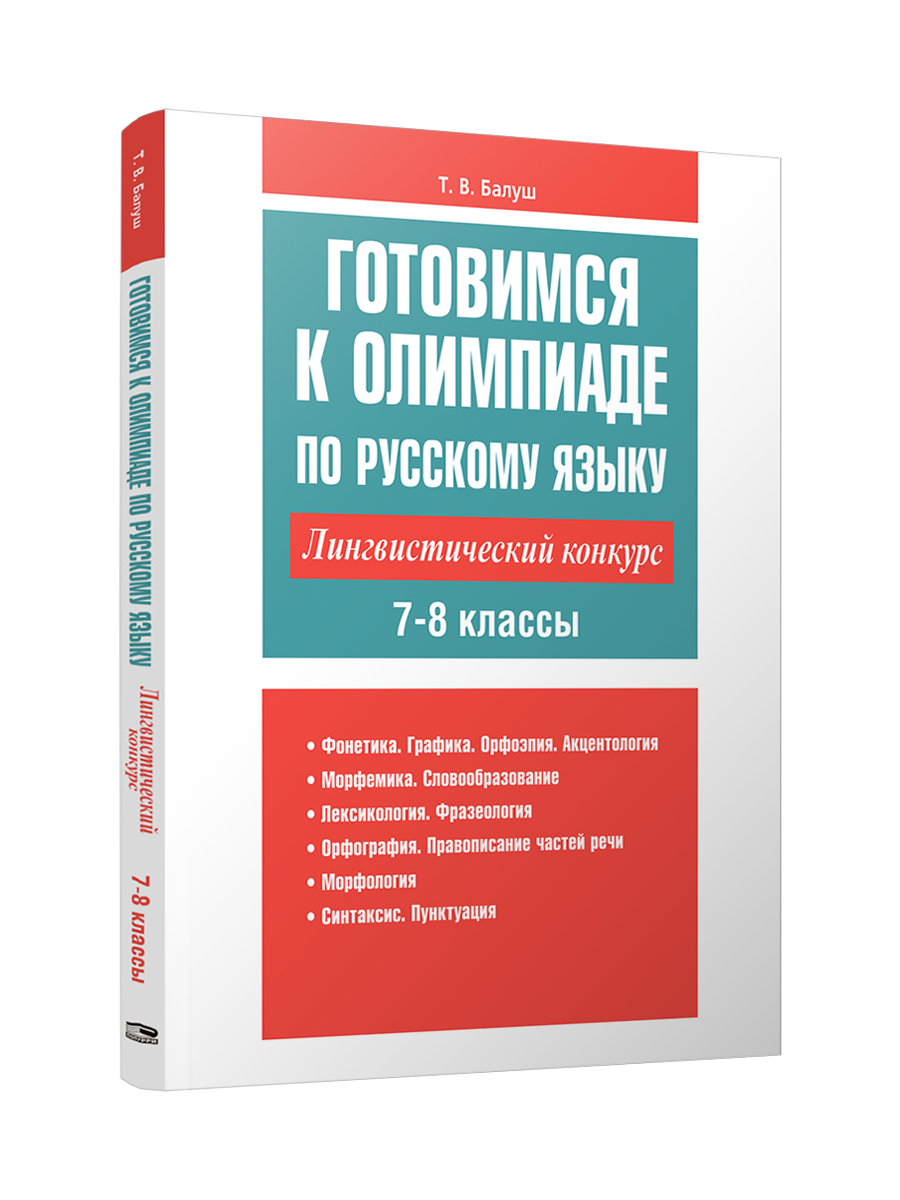 Т. В. Балуш
ГОТОВИМСЯ
К ОЛИМПИАДЕ
ПО РУССКОМУ ЯЗЫКУ
Лингвистический конкурс
7-8 классы
• Фонетика. Графика. Орфоэпия. Акцентология
• Морфемика. Словообразование
• Лексикология. Фразеология
• Орфография. Правописание частей речи
• Морфология
• Синтаксис. Пунктуация
Т. В. Балуш
ГОТОВИМСЯ К ОЛИМПИАДЕ ПО РУССКОМУ ЯЗЫКУ
Лингвистический
конкурс
7-8 классы
ПОПУРРИ